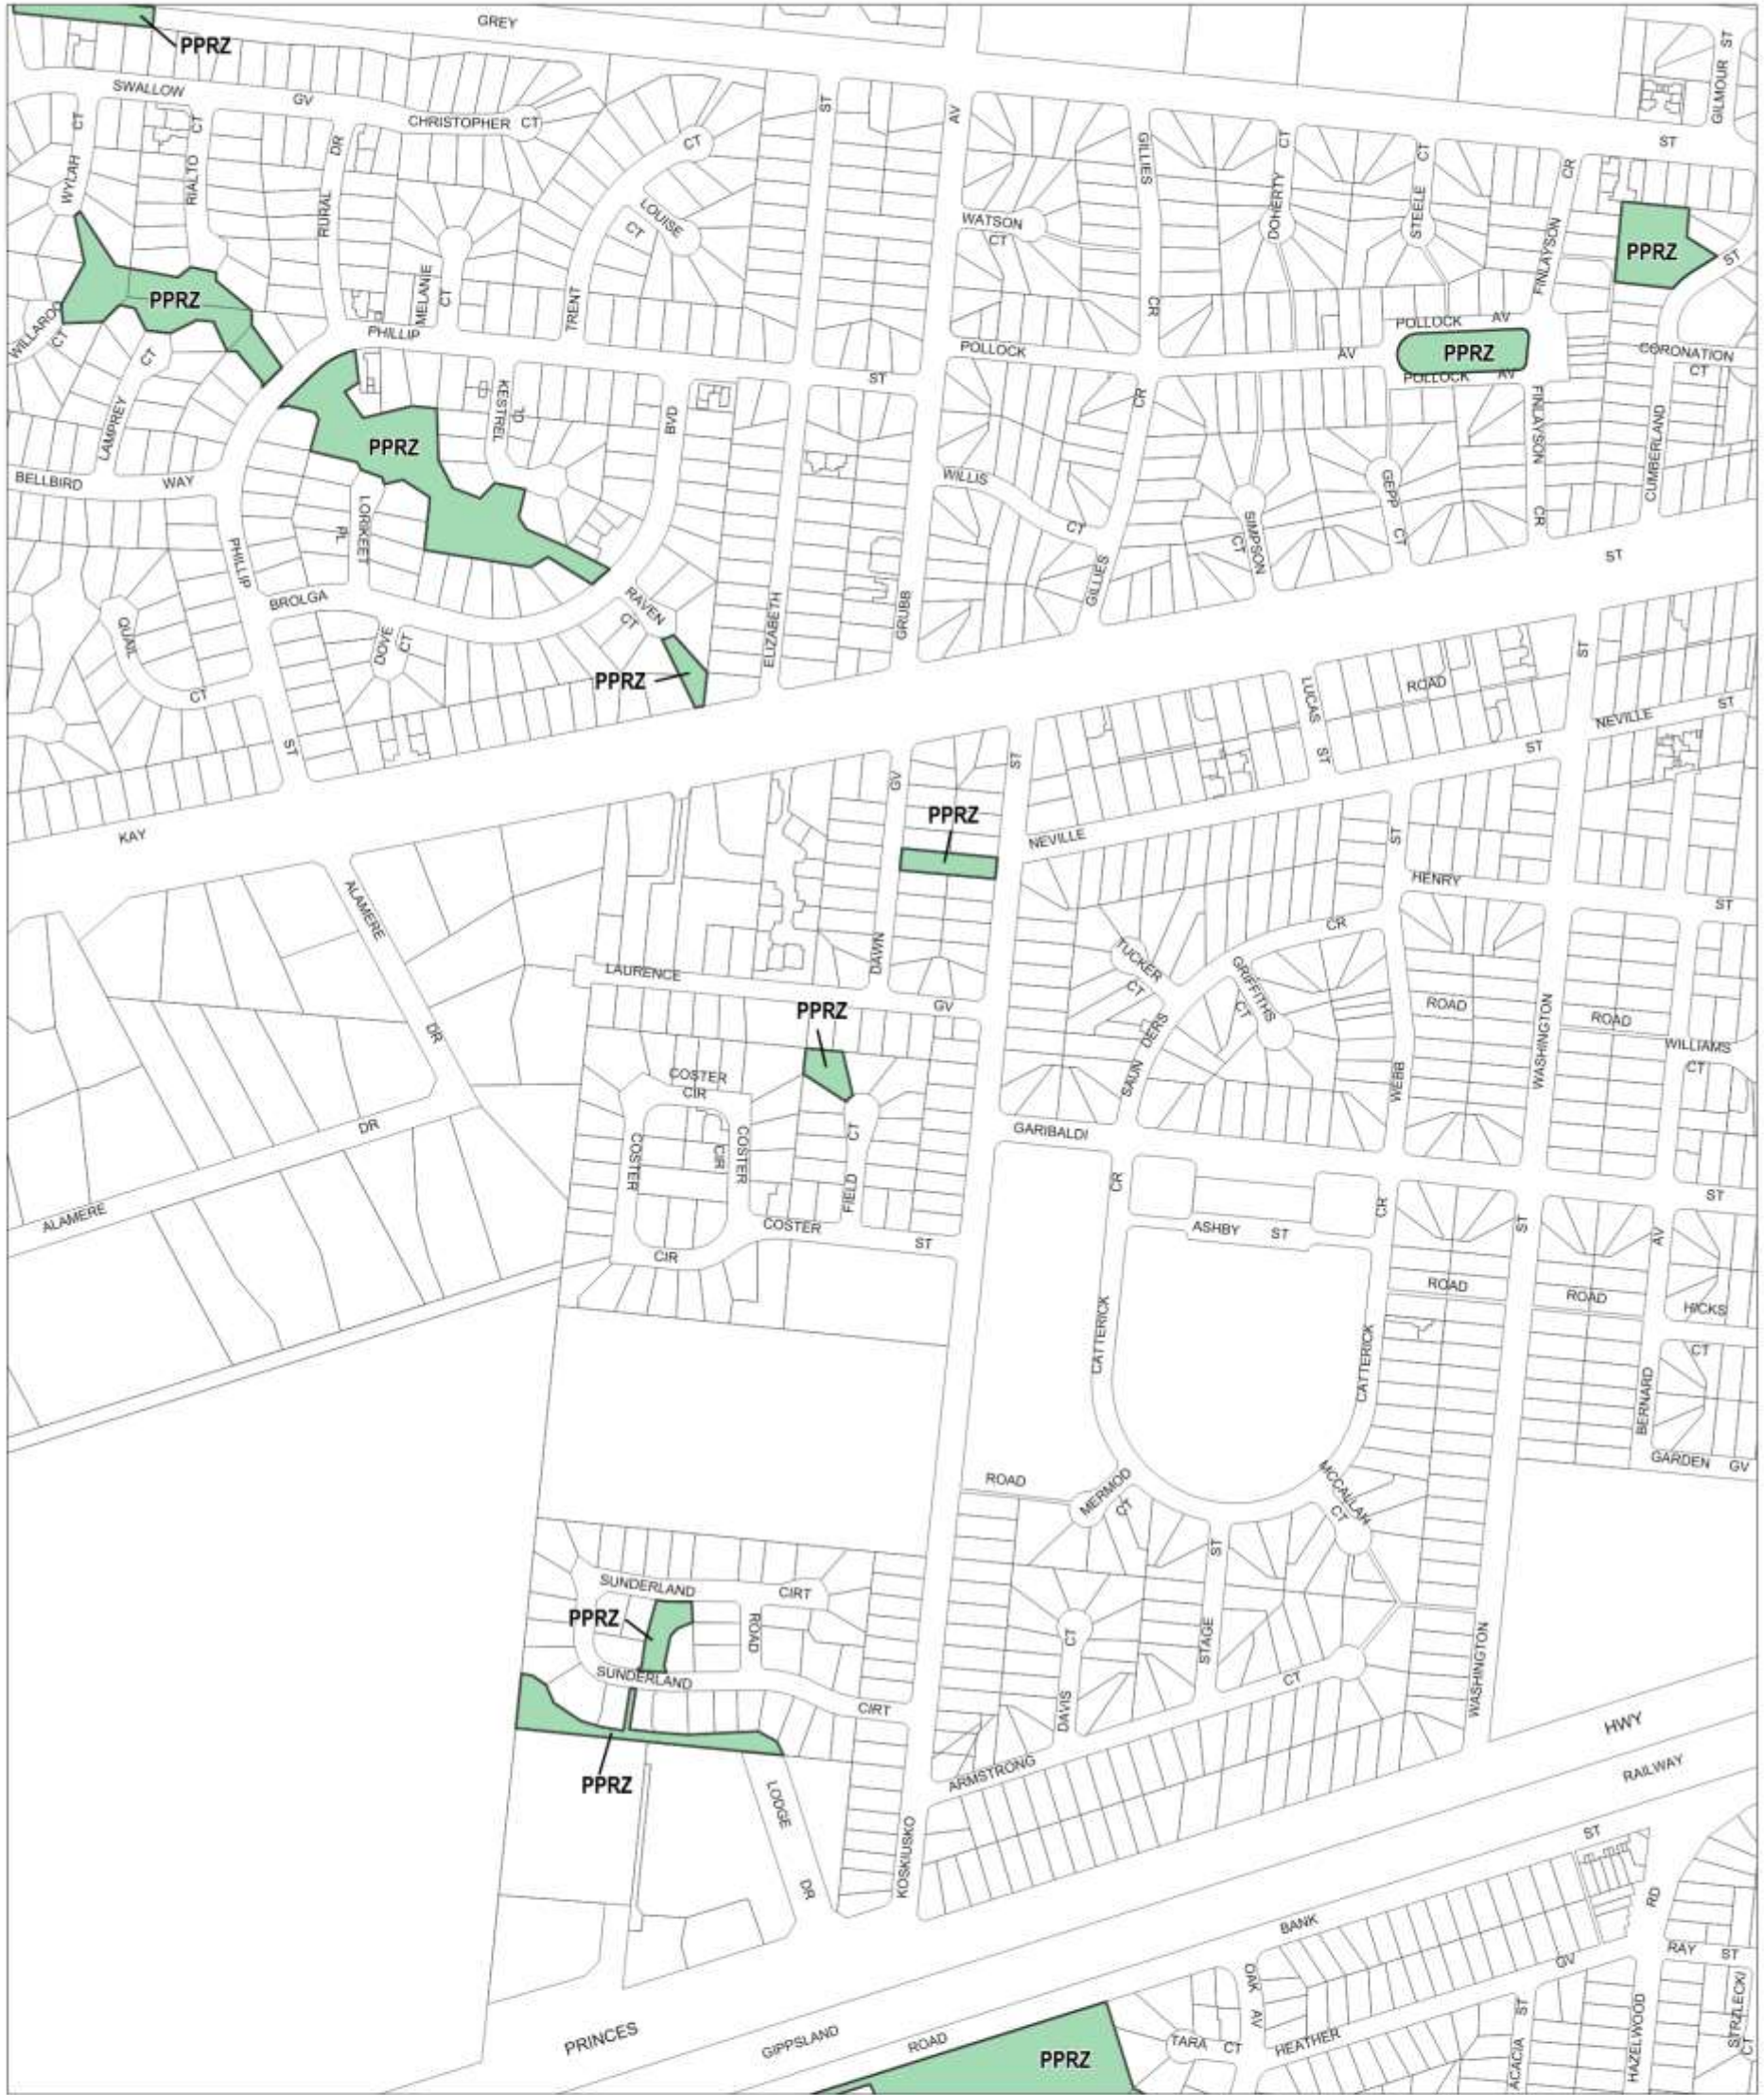 GREY
PPRZ
GILMOUR ST
SWALLOW
GV
CHRISTOPHER CT
ST
AV
ST
WYLAH CT
RIALTO CT
RURAL DR
CT
LOUISE
CT
GILLIES
DOHERTY CT
STEELE CT
FINLAYSON CR
WATSON
CT
PPRZ
ST
PPRZ
MELANIE
CT
TRENT
CR
WILLAROO
CT
CT
PHILLIP
POLLOCK
POLLOCK AV
AV
PPRZ
POLLOCK AV
CORONATION
CT
ST
LAMPREY
KESTREL
BVD
CR
FINLAYSON
CR
CUMBERLAND
PPRZ
BELLBIRD WAY
WILLIS
CT
GEPP
CT
SIMPSON
CT
LORIKEET
PL
PHILLIP
ST
GILLIES
BROLGA
RAVEN
CT
ELIZABETH
GRUBB
QUAIL
CT
DOVE
CT
PPRZ
ST
ST
LUCAS
ST
ROAD
NEVILLE ST
ST
GV
ST
PPRZ
KAY
NEVILLE
ST
HENRY
ST
ALAMERE
DR
DAWN
CR
TUCKER
CT
GRIFFITHS
CT
LAURENCE
GV
PPRZ
ROAD
ROAD
WASHINGTON
WILLIAMS
CT
SAUN DERS
WEBB
COSTER
CIR
DR
COSTER
CIR
COSTER
CT
FIELD
GARIBALDI
ST
ALAMERE
CR
CR
COSTER
ST
CIR
ASHBY ST
ST
AV
ROAD
ROAD
HICKS
CT
CATTERICK
CATTERICK
BERNARD
GARDEN GV
ROAD
MERMOD
CT
MCCALLAN
CT
ST
SUNDERLAND
CIRT
PPRZ
ROAD
SUNDERLAND
CIRT
CT
STAGE
CT
DAVIS
WASHINGTON
PPRZ
ARMSTRONG
HWY
RAILWAY
LODGE
DR
KOSKIUSKO
ST
BANK
RD
RAY ST
GV
OAK
AV
PRINCES
GIPPSLAND
ROAD
PPRZ
TARA CT
HEATHER
ST
ACACIA
HAZELWOOD
STRZLECKI
CT